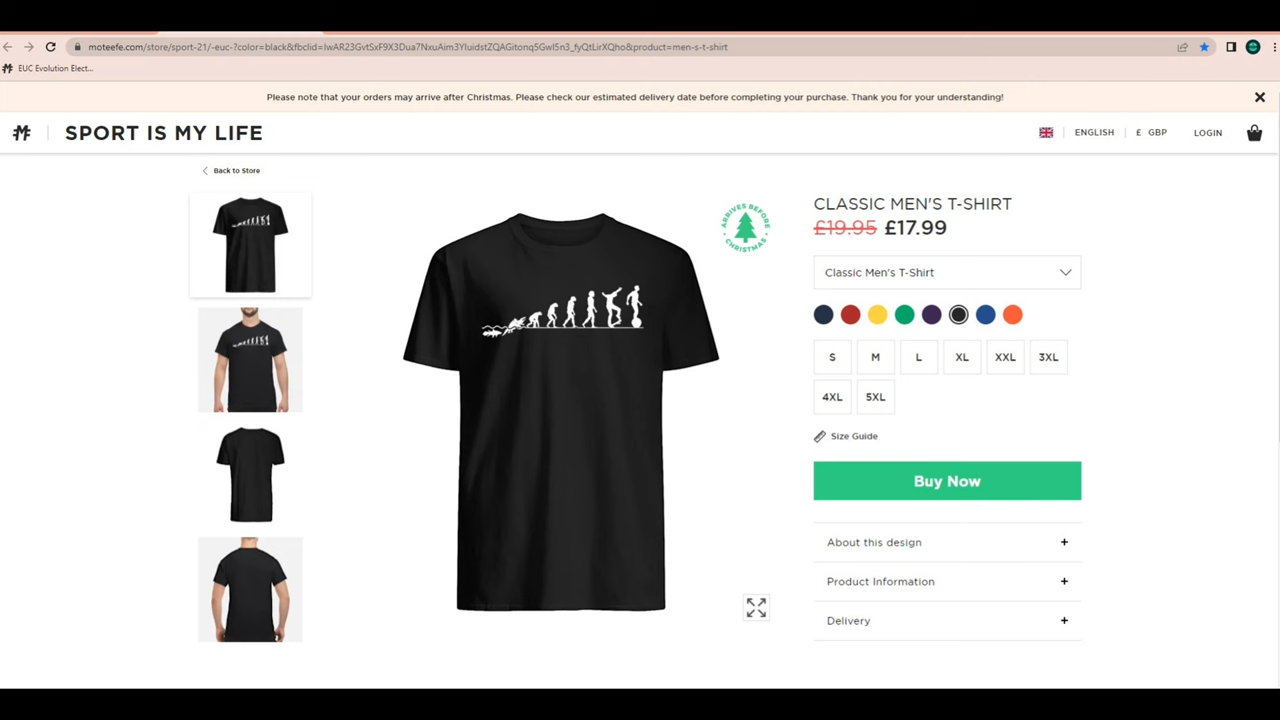 moteefe.com/store/sport-21/-euc-?color=black&fbclid=IwAR23GvtSxF9X3Dua7NxuAim3YluidstZQAGitonq5GwI5n3_fyQtLirXQho&product=men-s-t-shirt
EUC Evolution Elect...
Please note that your orders may arrive after Christmas. Please check our estimated delivery date before completing your purchase. Thank you for your understanding!
SPORT IS MY LIFE
ENGLISH
£ GBP
LOGIN
Back to Store
ARRIVES BEFORE
CHRISTMAS
CLASSIC MEN'S T-SHIRT
£19.95 £17.99
Classic Men's T-Shirt
S M L XL XXL 3XL
4XL 5XL
Size Guide
Buy Now
About this design +
Product Information +
Delivery +